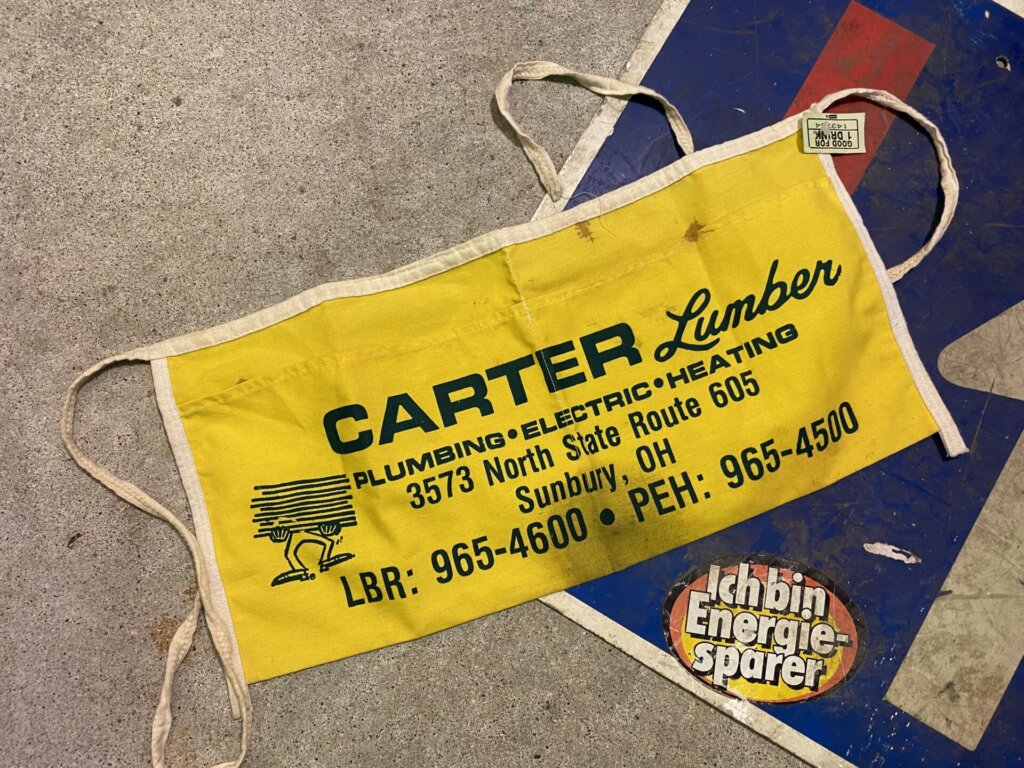 GOOD FOR
1 DRINK
CARTER Lumber
PLUMBING•ELECTRIC•HEATING
3573 North State Route 605
Sunbury, OH
LBR: 965-4600 • PEH: 965-4500
Ich bin
Energie-
sparer